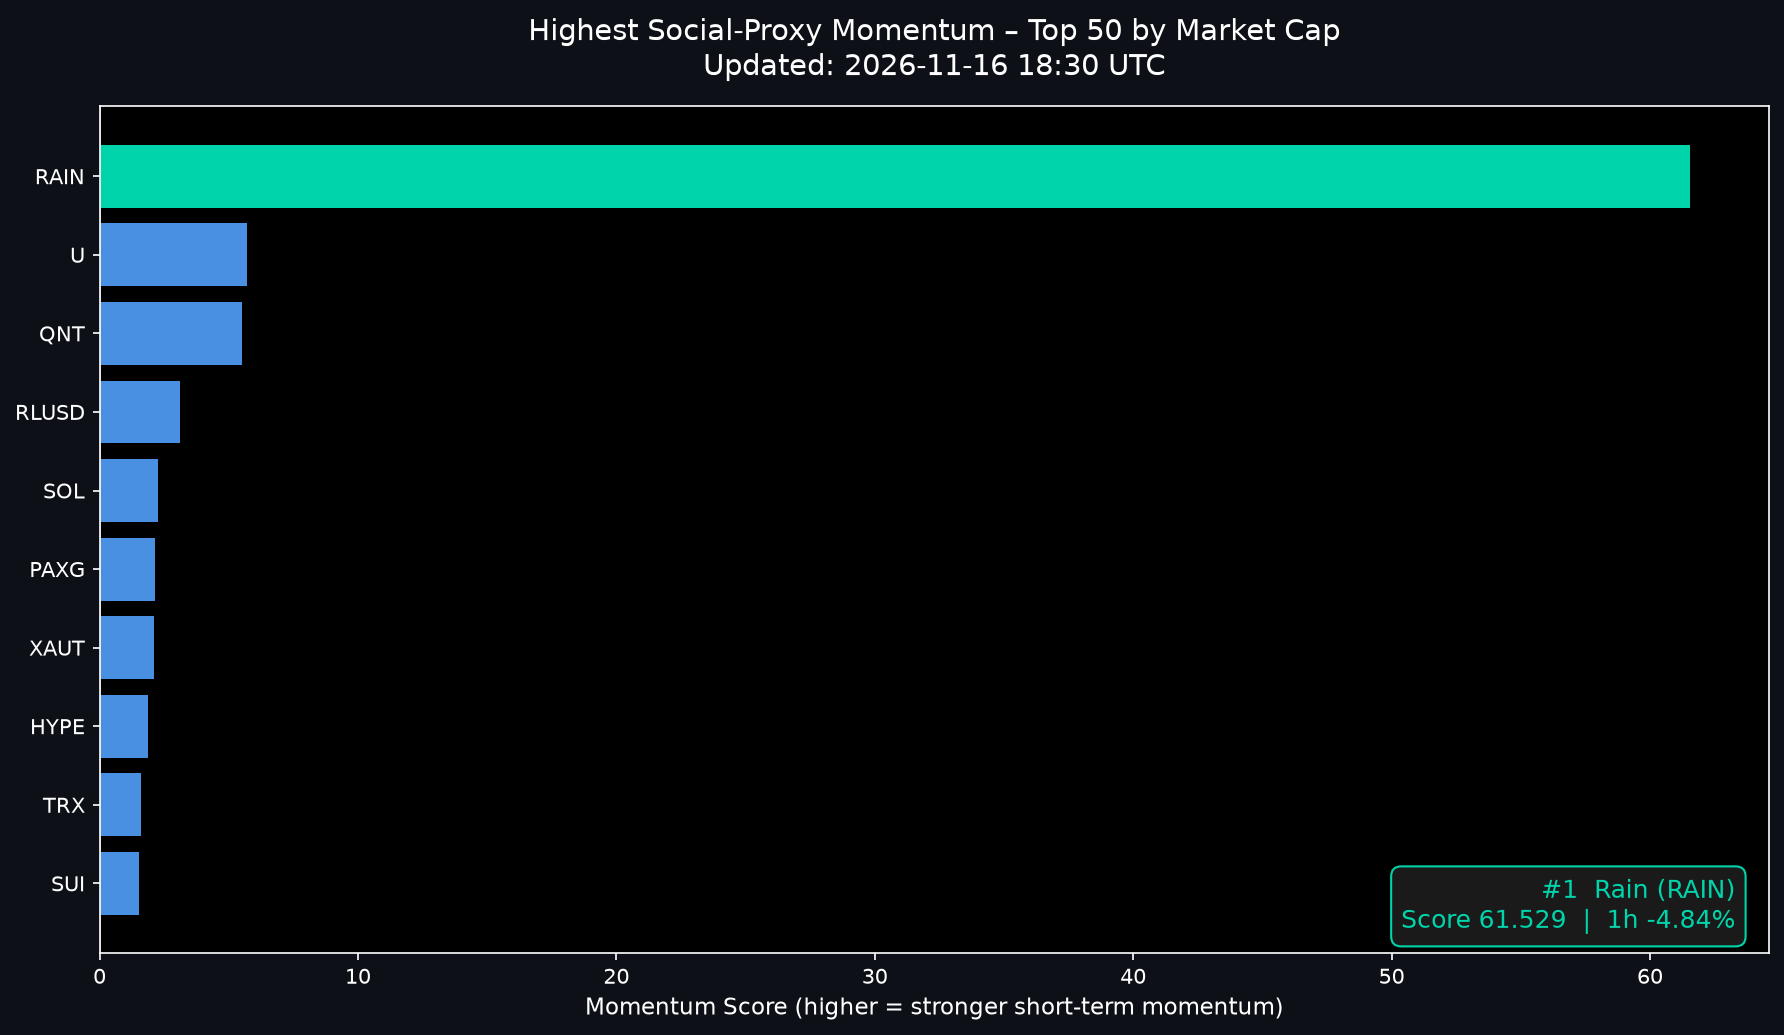 Highest Social-Proxy Momentum – Top 50 by Market Cap
Updated: 2026-11-16 18:30 UTC
RAIN
U
QNT
RLUSD
SOL
PAXG
XAUT
HYPE
TRX
SUI
#1 Rain (RAIN)
Score 61.529 | 1h -4.84%
0 10 20 30 40 50 60
Momentum Score (higher = stronger short-term momentum)